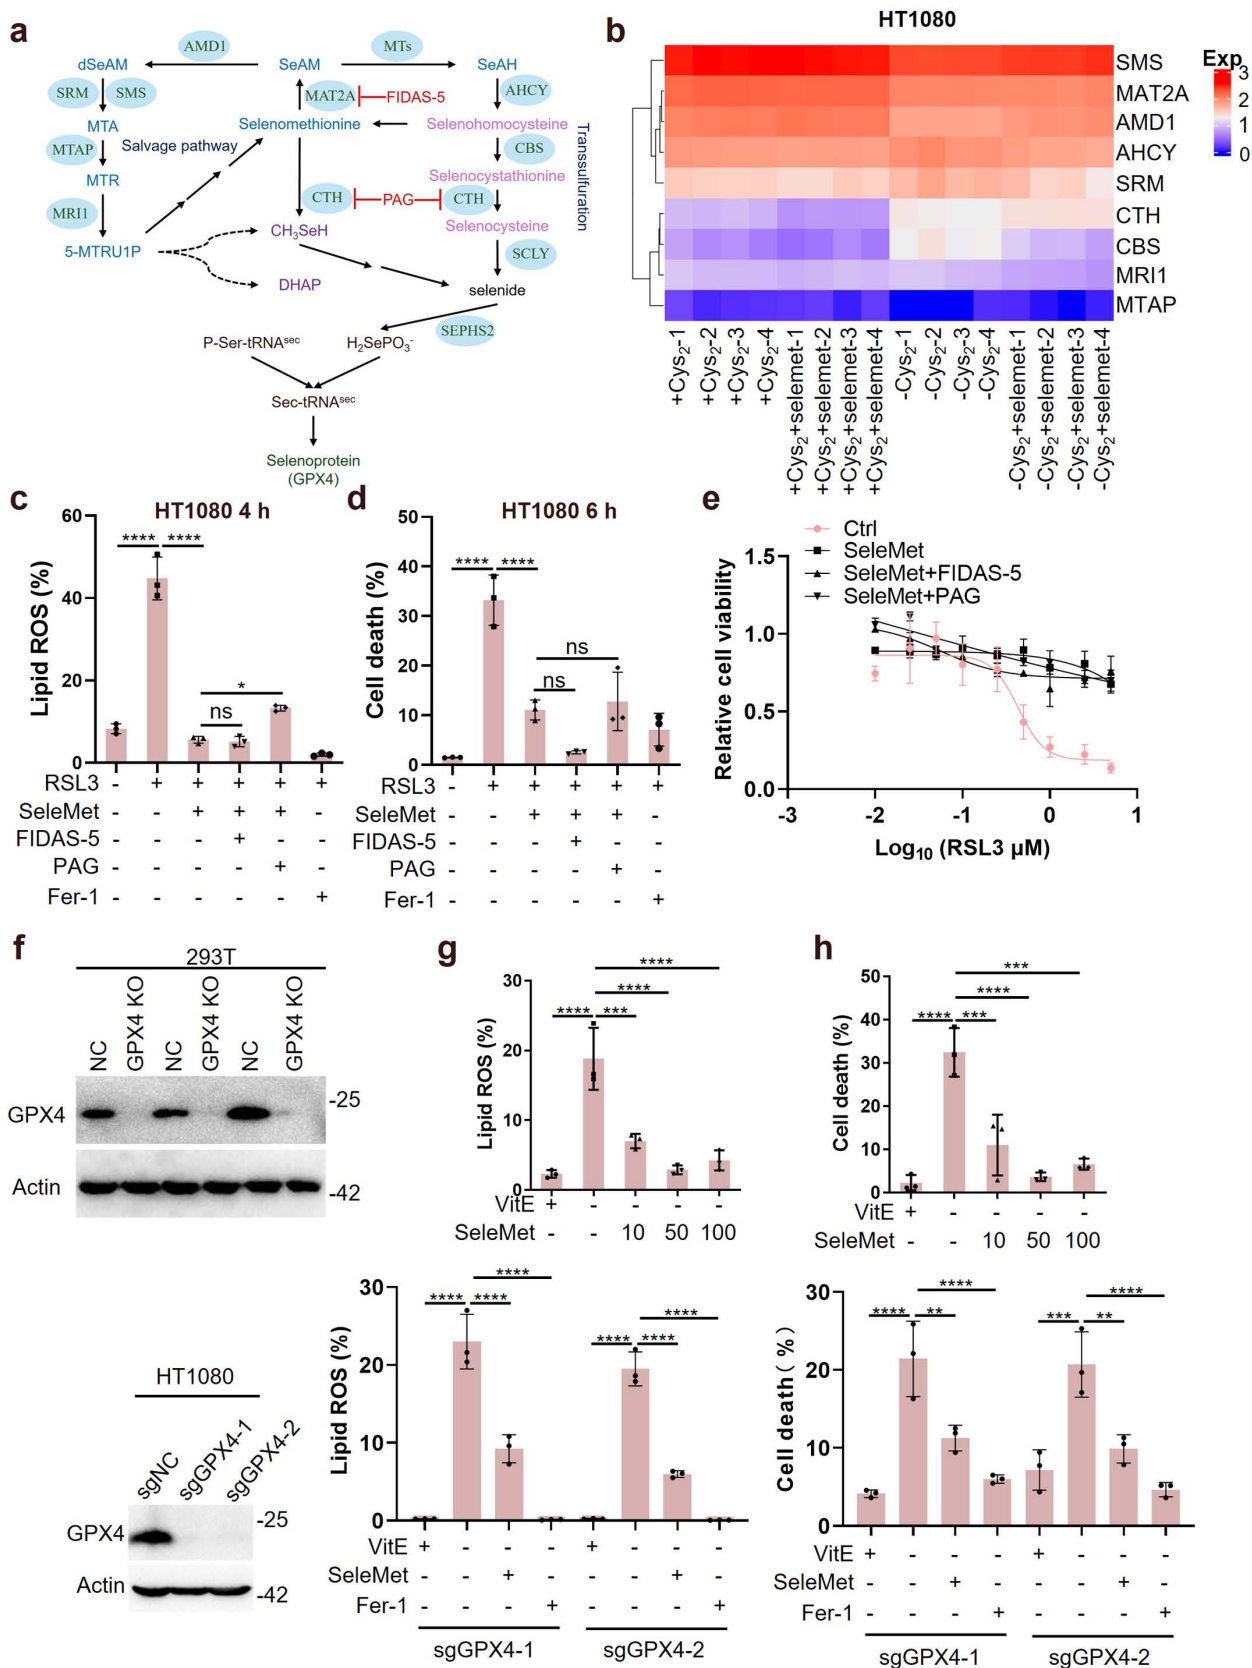 a
AMD1
MTs
dSeAM
SeAM
SeAH
SRM
SMS
MAT2A
FIDAS-5
AHCY
MTA
Selenomethionine
Selenohomocysteine
MTAP
Salvage pathway
CBS
Transsulfuration
MTR
Selenocystathionine
MRI1
CTH
PAG
CTH
5-MTRU1P
CH₃SeH
Selenocysteine
SCLY
DHAP
selenide
SEPHS2
P-Ser-tRNAˢᵉᶜ
H₂SePO₃⁻
Sec-tRNAˢᵉᶜ
Selenoprotein
(GPX4)
b
HT1080
Exp
3
2
1
0
SMS
MAT2A
AMD1
AHCY
SRM
CTH
CBS
MRI1
MTAP
+Cys₂-1
+Cys₂-2
+Cys₂-3
+Cys₂-4
+Cys₂+selemet-1
+Cys₂+selemet-2
+Cys₂+selemet-3
+Cys₂+selemet-4
-Cys₂-1
-Cys₂-2
-Cys₂-3
-Cys₂-4
-Cys₂+selemet-1
-Cys₂+selemet-2
-Cys₂+selemet-3
-Cys₂+selemet-4
c
HT1080 4 h
Lipid ROS (%)
60
40
20
0
**** ****
*
ns
RSL3 - + + + + +
SeleMet - - + + + -
FIDAS-5 - - - + - -
PAG - - - - + -
Fer-1 - - - - - +
d
HT1080 6 h
Cell death (%)
50
40
30
20
10
0
**** ****
ns
ns
RSL3 - + + + + +
SeleMet - - + + + -
FIDAS-5 - - - + - -
PAG - - - - + -
Fer-1 - - - - - +
e
Ctrl
SeleMet
SeleMet+FIDAS-5
SeleMet+PAG
Relative cell viability
1.5
1.0
0.5
0.0
-3 -2 -1 0 1
Log₁₀ (RSL3 μM)
f
293T
NC
GPX4 KO
NC
GPX4 KO
NC
GPX4 KO
GPX4
-25
Actin
-42
HT1080
sgNC
sgGPX4-1
sgGPX4-2
GPX4
-25
Actin
-42
g
Lipid ROS (%)
30
20
10
0
****
****
**** ***
VitE + - - - -
SeleMet - - 10 50 100
Lipid ROS (%)
30
20
10
0
****
**** ****
****
**** ****
VitE + - - - + - - -
SeleMet - - + - - - + -
Fer-1 - - - + - - - +
sgGPX4-1
sgGPX4-2
h
Cell death (%)
50
40
30
20
10
0
***
****
**** ***
VitE + - - - -
SeleMet - - 10 50 100
Cell death( %)
30
20
10
0
****
**** **
****
*** **
VitE + - - - + - - -
SeleMet - - + - - - + -
Fer-1 - - - + - - - +
sgGPX4-1
sgGPX4-2